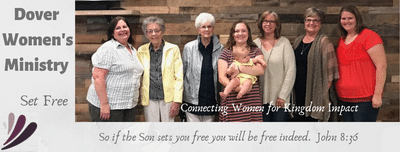 Dover
Women's
Ministry
Set Free
Connecting Women for Kingdom Impact
So if the Son sets you free you will be free indeed. John 8:36